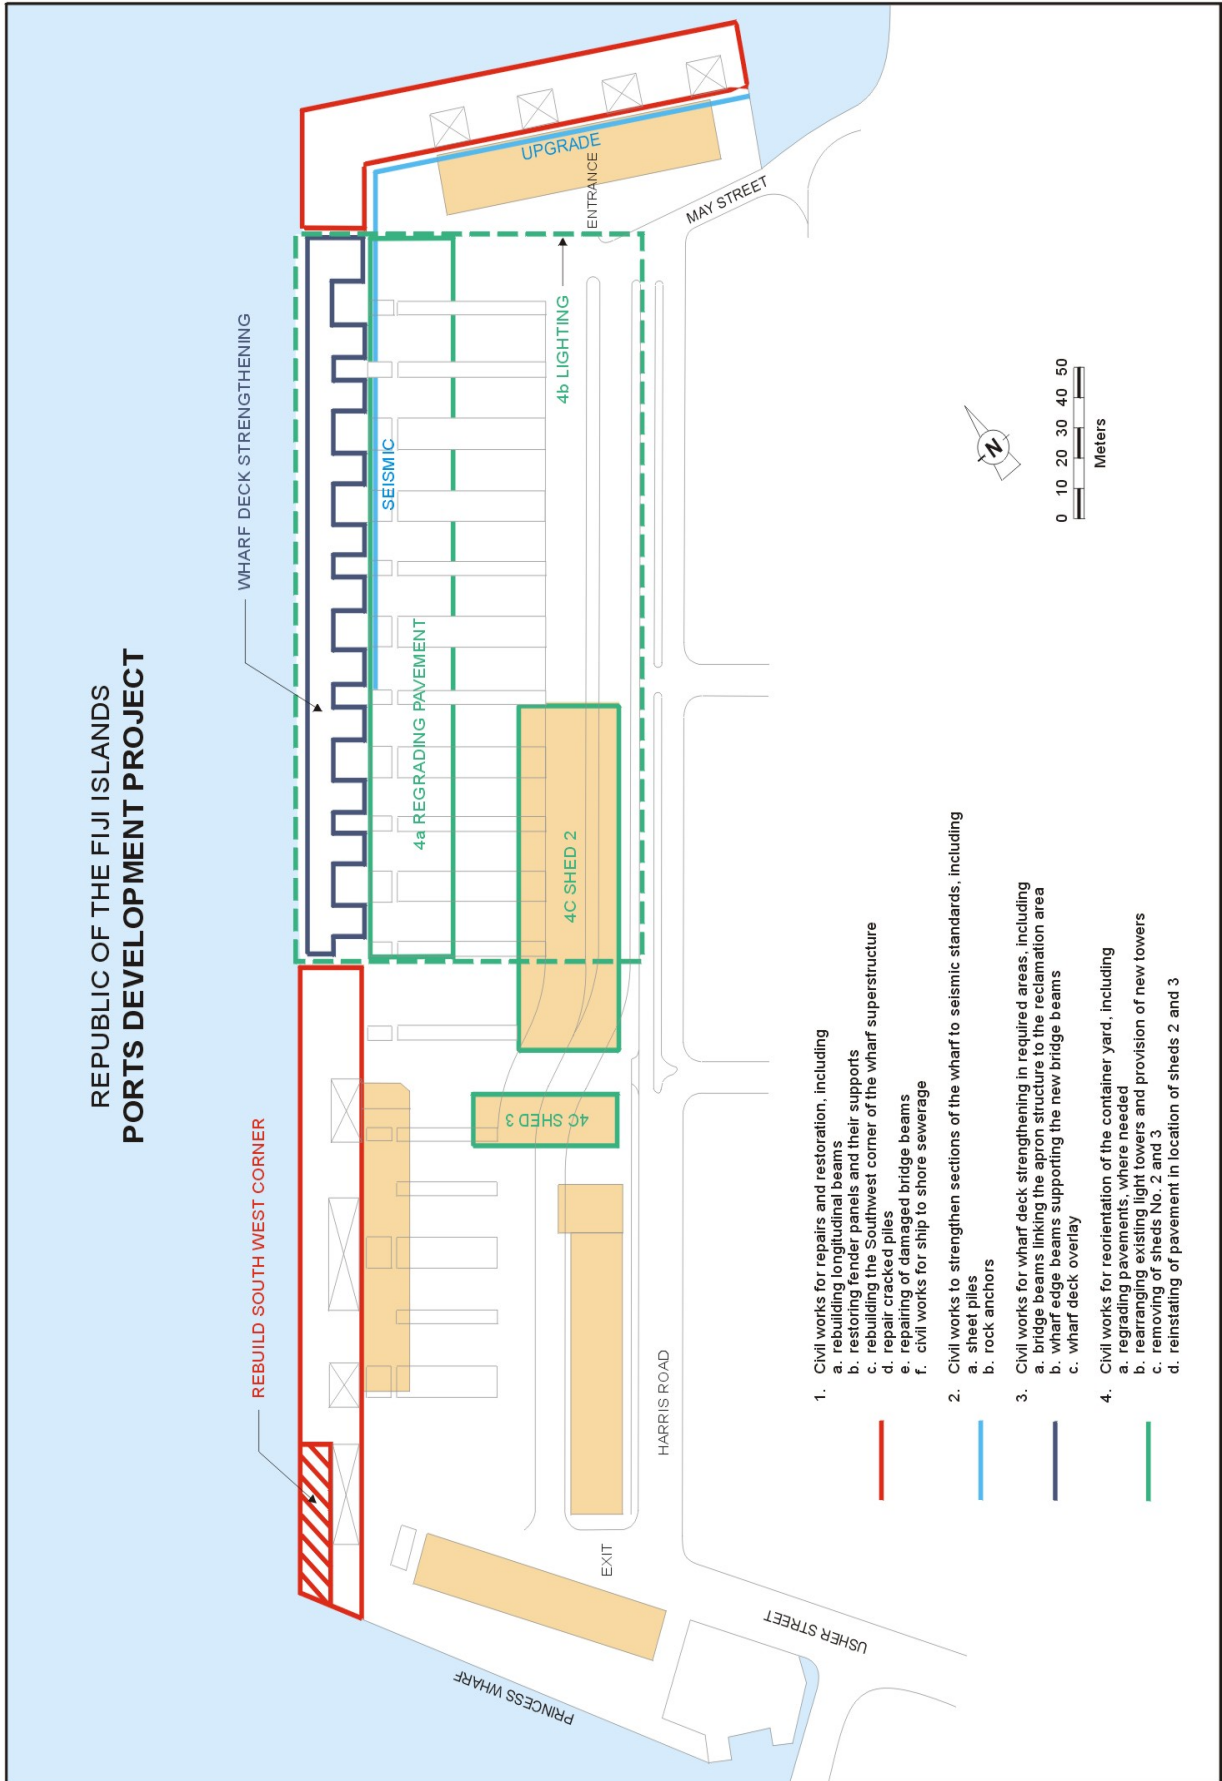 REPUBLIC OF THE FIJI ISLANDS
PORTS DEVELOPMENT PROJECT
REBUILD SOUTH WEST CORNER
WHARF DECK STRENGTHENING
SEISMIC
UPGRADE
4a REGRADING PAVEMENT
4b LIGHTING
4C SHED 2
4C SHED 3
ENTRANCE
MAY STREET
EXIT
HARRIS ROAD
PRINCESS WHARF
USHER STREET
N
0 10 20 30 40 50
Meters
1. Civil works for repairs and restoration, including
a. rebuilding longitudinal beams
b. restoring fender panels and their supports
c. rebuilding the Southwest corner of the wharf superstructure
d. repair cracked piles
e. repairing of damaged bridge beams
f. civil works for ship to shore sewerage
2. Civil works to strengthen sections of the wharf to seismic standards, including
a. sheet piles
b. rock anchors
3. Civil works for wharf deck strengthening in required areas, including
a. bridge beams linking the apron structure to the reclamation area
b. wharf edge beams supporting the new bridge beams
c. wharf deck overlay
4. Civil works for reorientation of the container yard, including
a. regrading pavements, where needed
b. rearranging existing light towers and provision of new towers
c. removing of sheds No. 2 and 3
d. reinstating of pavement in location of sheds 2 and 3